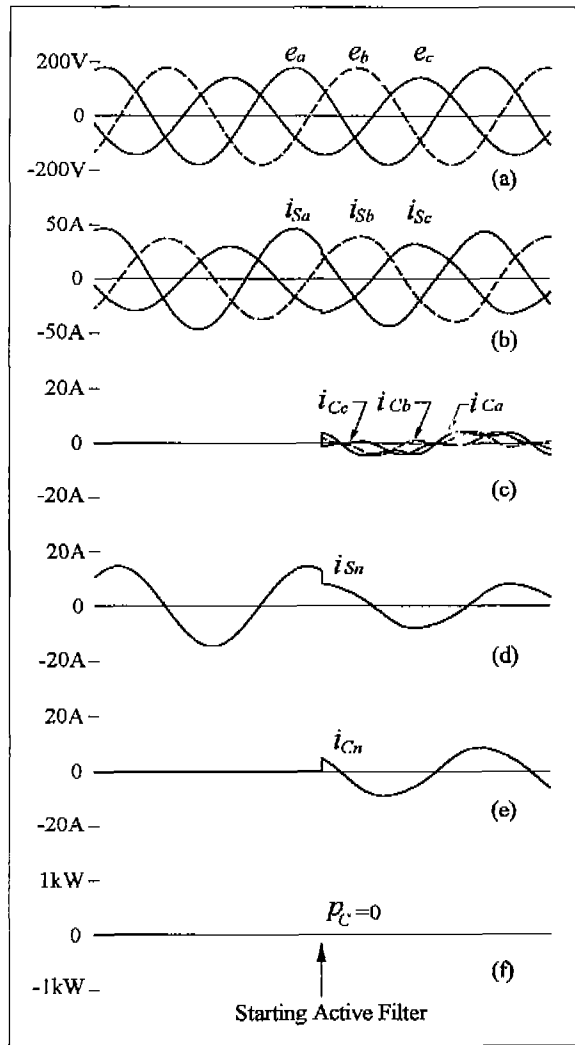 200V
e_a e_b e_c
0
-200V
(a)
50A
i_Sa i_Sb i_Sc
0
-50A
(b)
20A
i_Cc i_Cb i_Ca
0
-20A
(c)
20A
i_Sn
0
-20A
(d)
20A
i_Cn
0
-20A
(e)
1kW
p_C=0
0
-1kW
(f)
Starting Active Filter